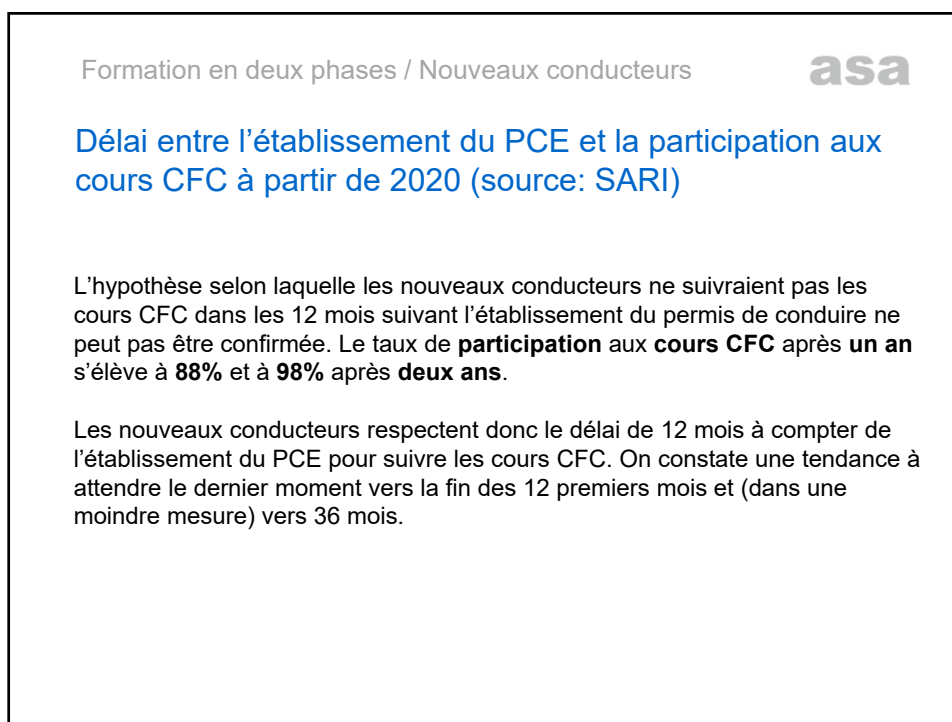 Formation en deux phases / Nouveaux conducteurs
asa
Délai entre l’établissement du PCE et la participation aux
cours CFC à partir de 2020 (source: SARI)
L’hypothèse selon laquelle les nouveaux conducteurs ne suivraient pas les
cours CFC dans les 12 mois suivant l’établissement du permis de conduire ne
peut pas être confirmée. Le taux de participation aux cours CFC après un an
s’élève à 88% et à 98% après deux ans.
Les nouveaux conducteurs respectent donc le délai de 12 mois à compter de
l’établissement du PCE pour suivre les cours CFC. On constate une tendance à
attendre le dernier moment vers la fin des 12 premiers mois et (dans une
moindre mesure) vers 36 mois.